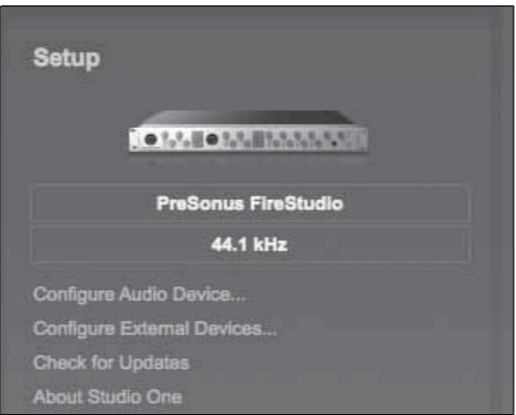 Setup
PreSonus FireStudio
44.1 kHz
Configure Audio Device...
Configure External Devices...
Check for Updates
About Studio One